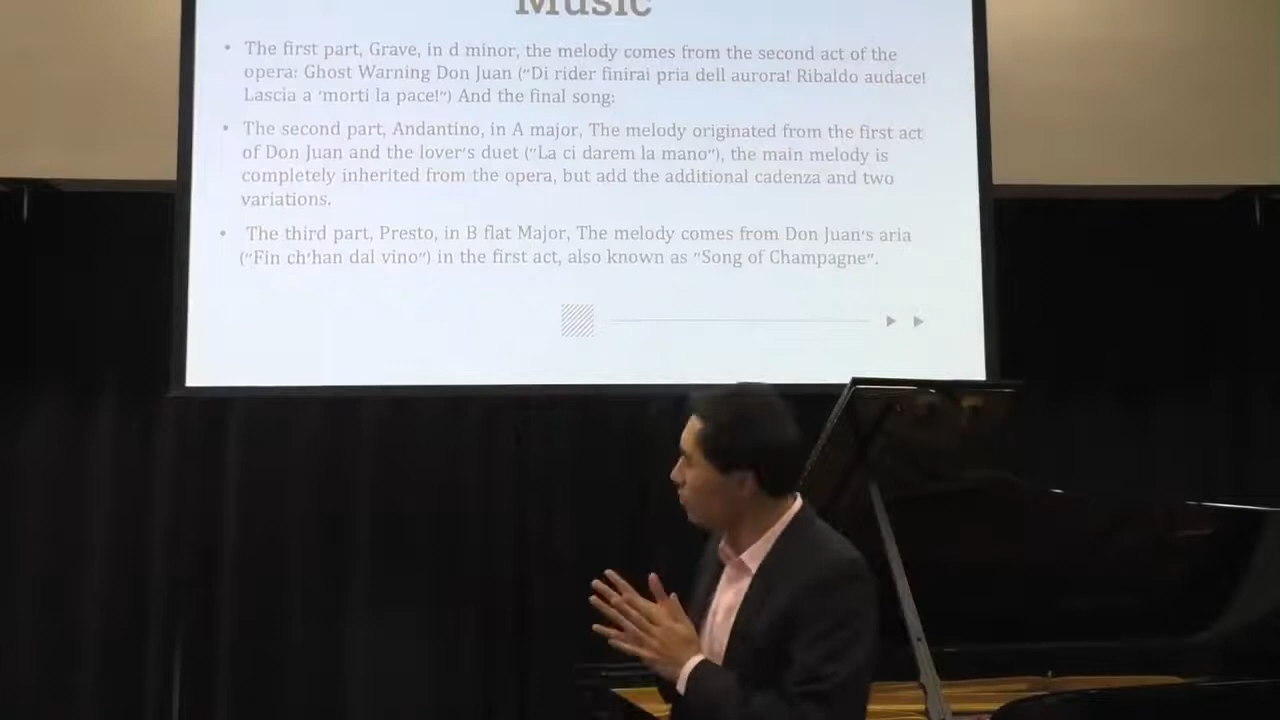 Music
• The first part, Grave, in d minor, the melody comes from the second act of the
opera: Ghost Warning Don Juan ("Di rider finirai pria dell aurora! Ribaldo audace!
Lascia a 'morti la pace!") And the final song:
• The second part, Andantino, in A major, The melody originated from the first act
of Don Juan and the lover's duet ("La ci darem la mano"), the main melody is
completely inherited from the opera, but add the additional cadenza and two
variations.
• The third part, Presto, in B flat Major, The melody comes from Don Juan's aria
("Fin ch'han dal vino") in the first act, also known as "Song of Champagne".